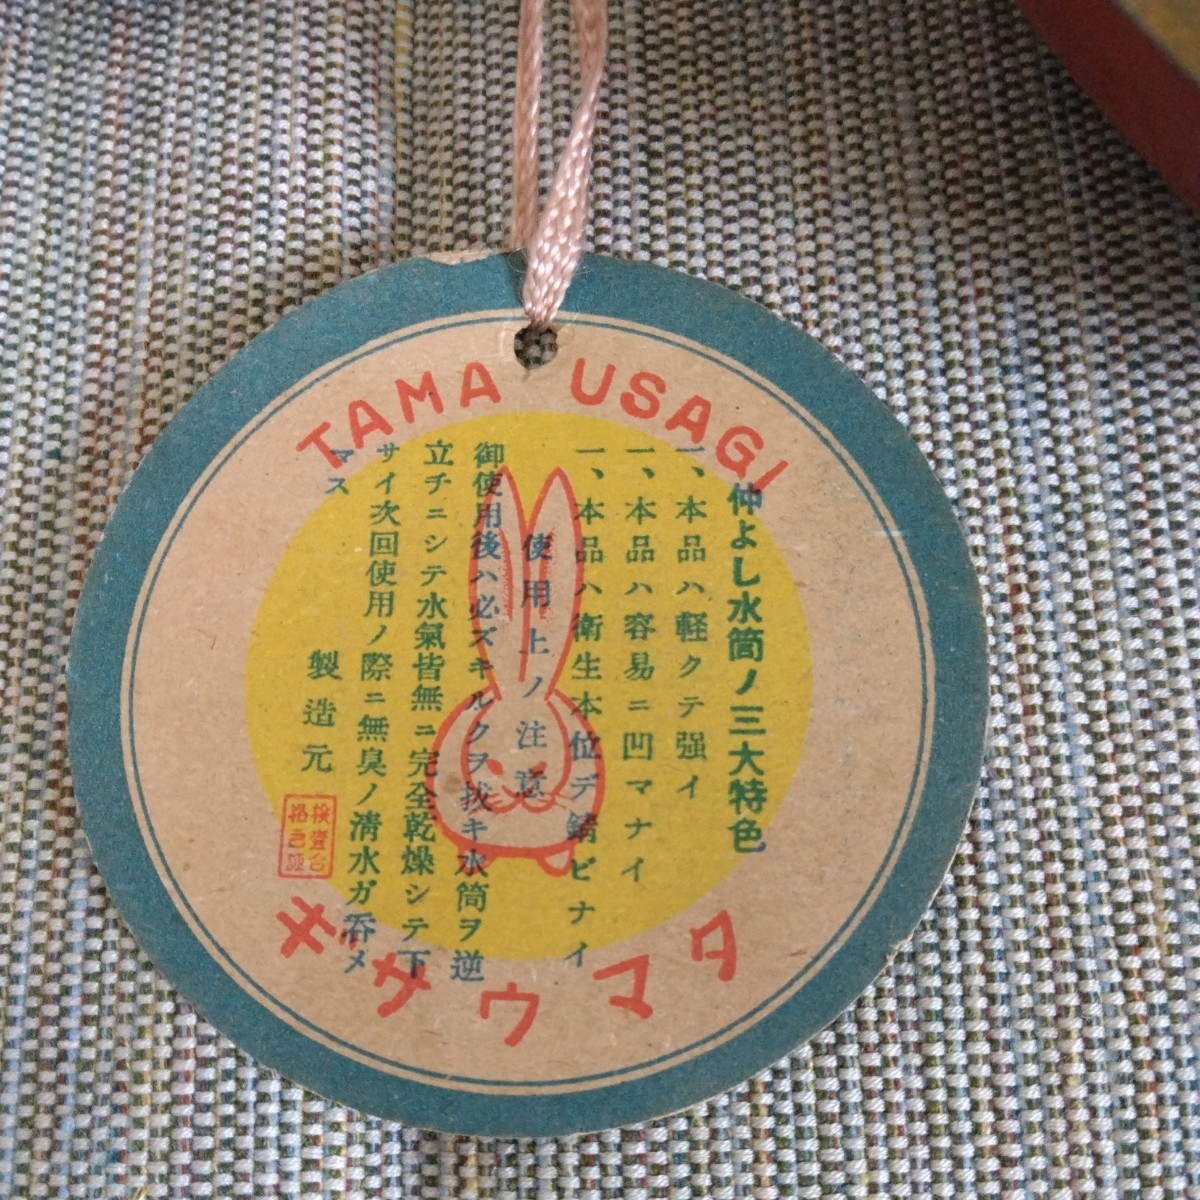 TAMA USAGI
仲よし水筒ノ三大特色
一、本品ハ軽クテ強イ
一、本品ハ容易ニ凹マナイ
一、本品ハ衛生本位デ錆ビナイ
使用上ノ注意
御使用後ハ必ズキルクヲ拔キ水筒ヲ逆
立チニシテ水氣皆無ニ完全乾燥シテ下
サイ次回使用ノ際ニ無臭ノ清水ガ呑メ
マス
製造元
タマウサギ